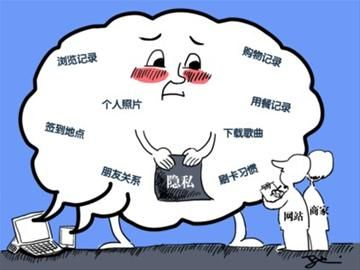 浏览记录
购物记录
个人照片
用餐记录
签到地点
下载歌曲
朋友关系
隐私
刷卡习惯
网站
商家